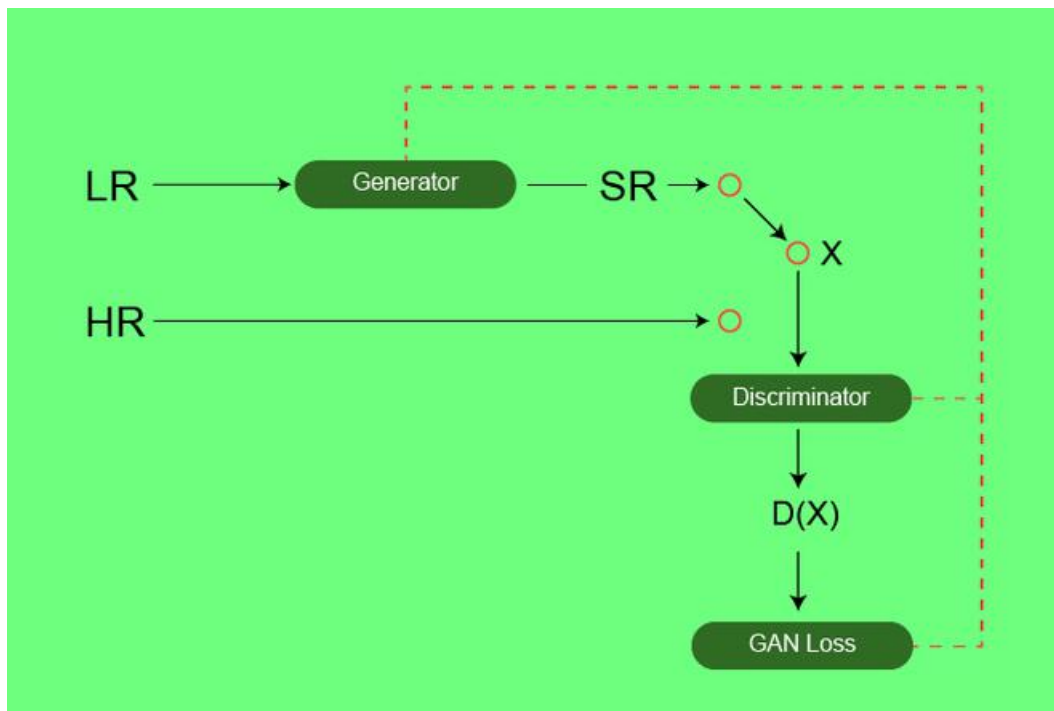 LR
Generator
SR
X
HR
Discriminator
D(X)
GAN Loss